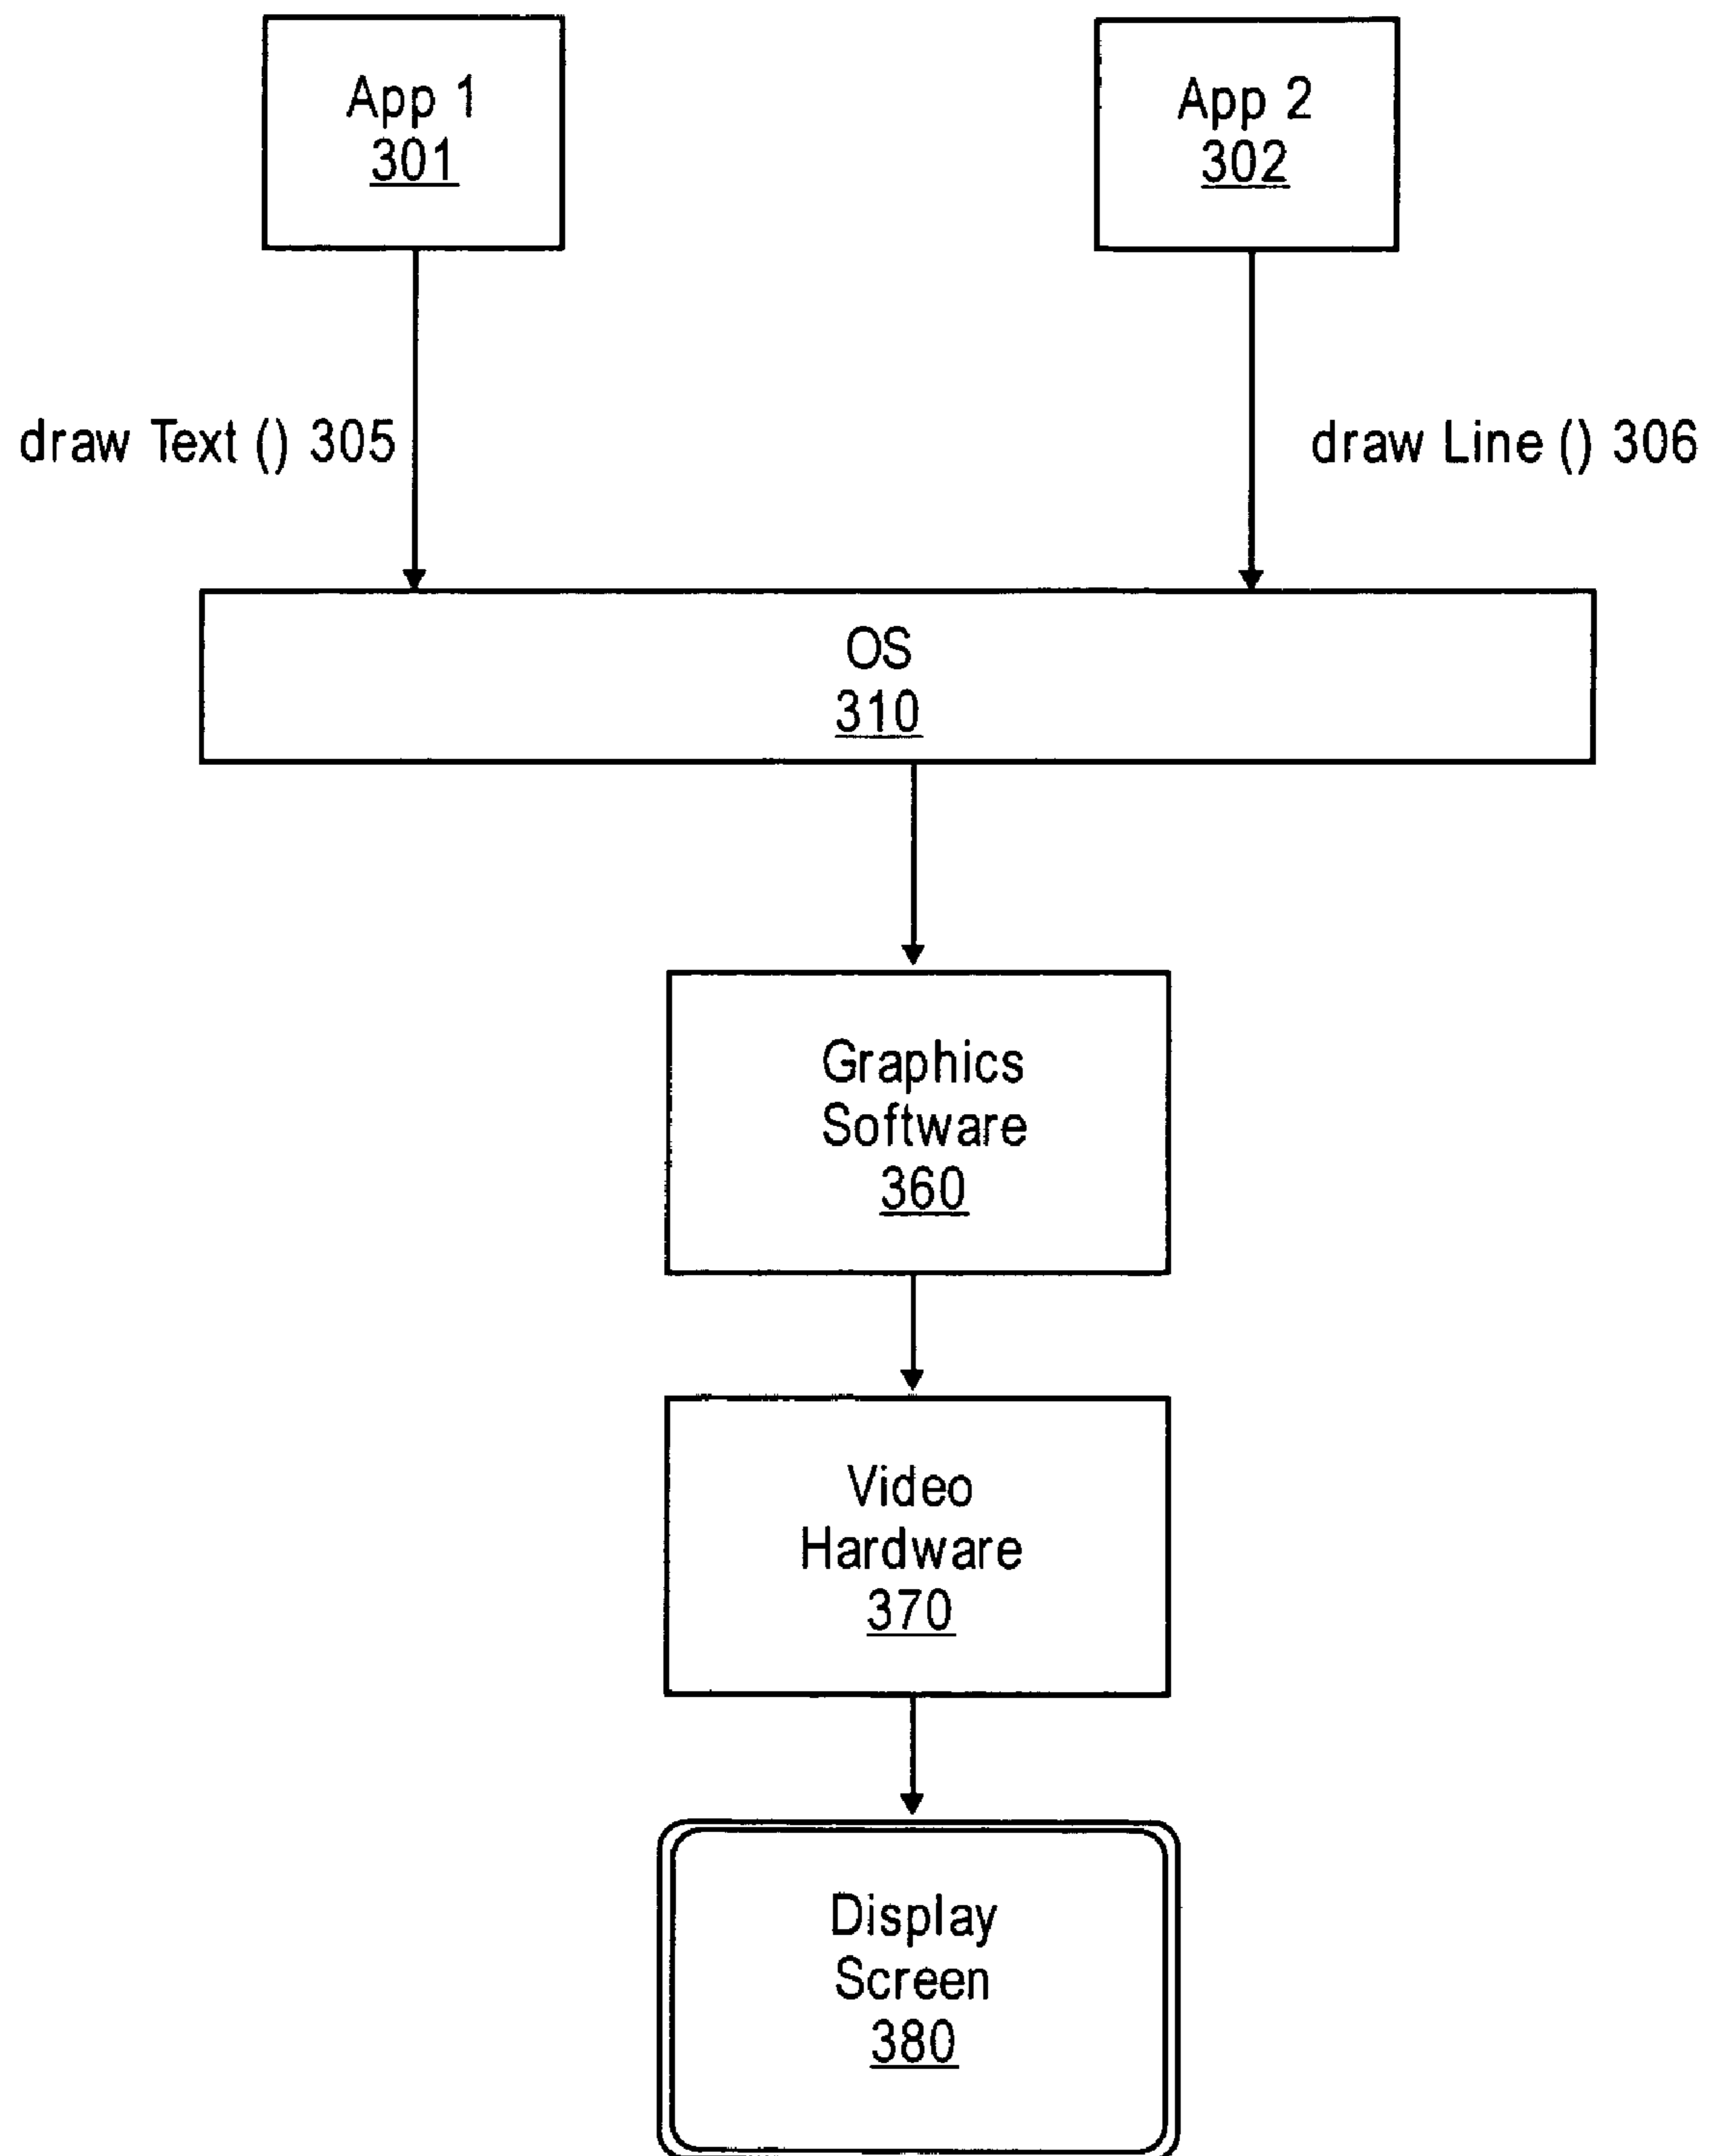 App 1
301
App 2
302
draw Text () 305
draw Line () 306
OS
310
Graphics
Software
360
Video
Hardware
370
Display
Screen
380